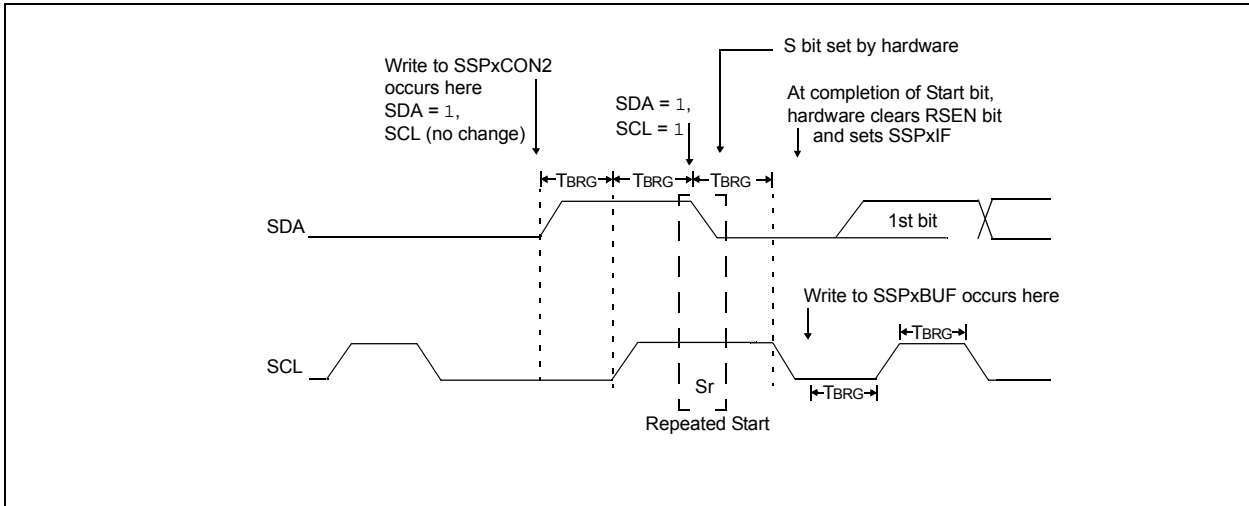 S bit set by hardware
Write to SSPxCON2
occurs here
SDA = 1,
SCL (no change)
SDA = 1,
SCL = 1
At completion of Start bit,
hardware clears RSEN bit
and sets SSPxIF
TBRG TBRG TBRG
SDA
1st bit
Write to SSPxBUF occurs here
TBRG
SCL
Sr
TBRG
Repeated Start